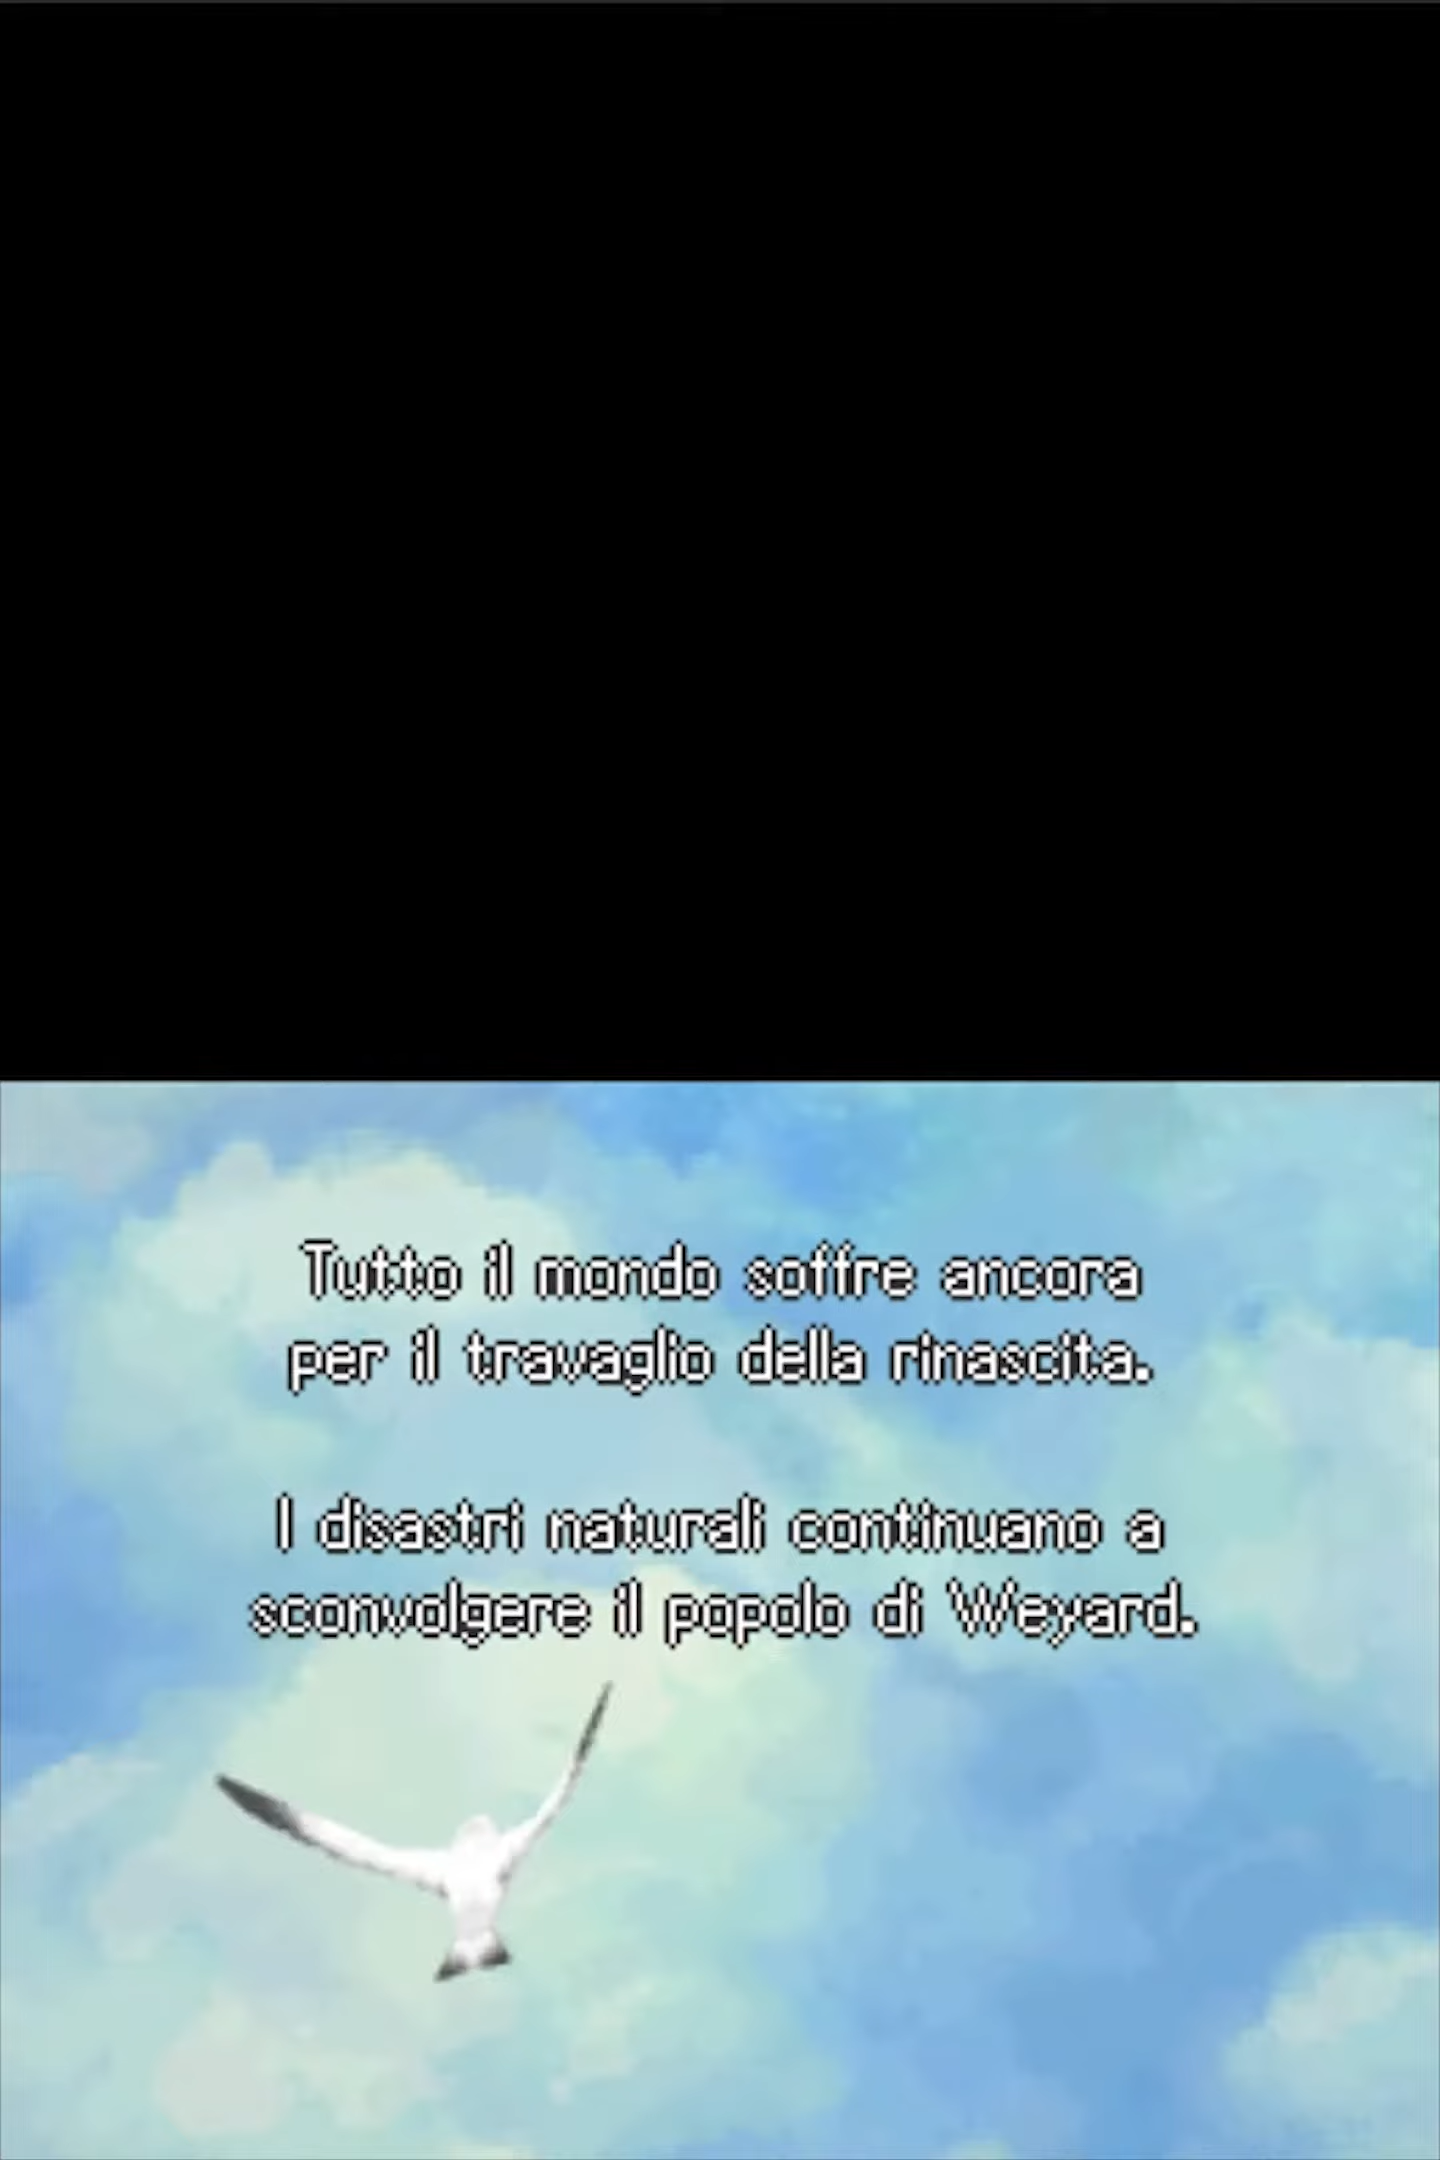 Tutto il mondo soffre ancora
per il travaglio della rinascita.
I disastri naturali continuano a
sconvolgere il popolo di Weyard.